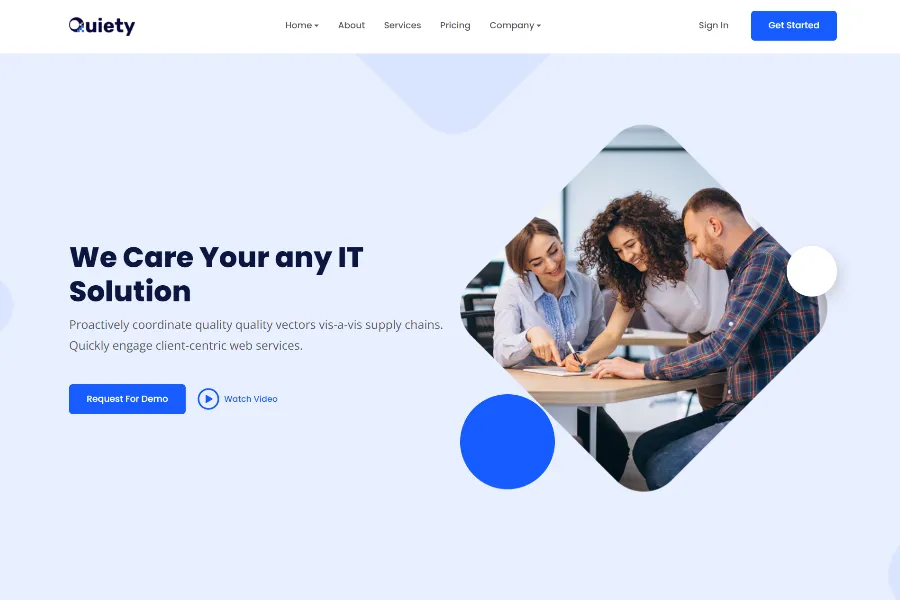 Quiety
Home
About
Services
Pricing
Company
Sign In
Get Started
We Care Your any IT
Solution
Proactively coordinate quality quality vectors vis-a-vis supply chains.
Quickly engage client-centric web services.
Request For Demo
Watch Video